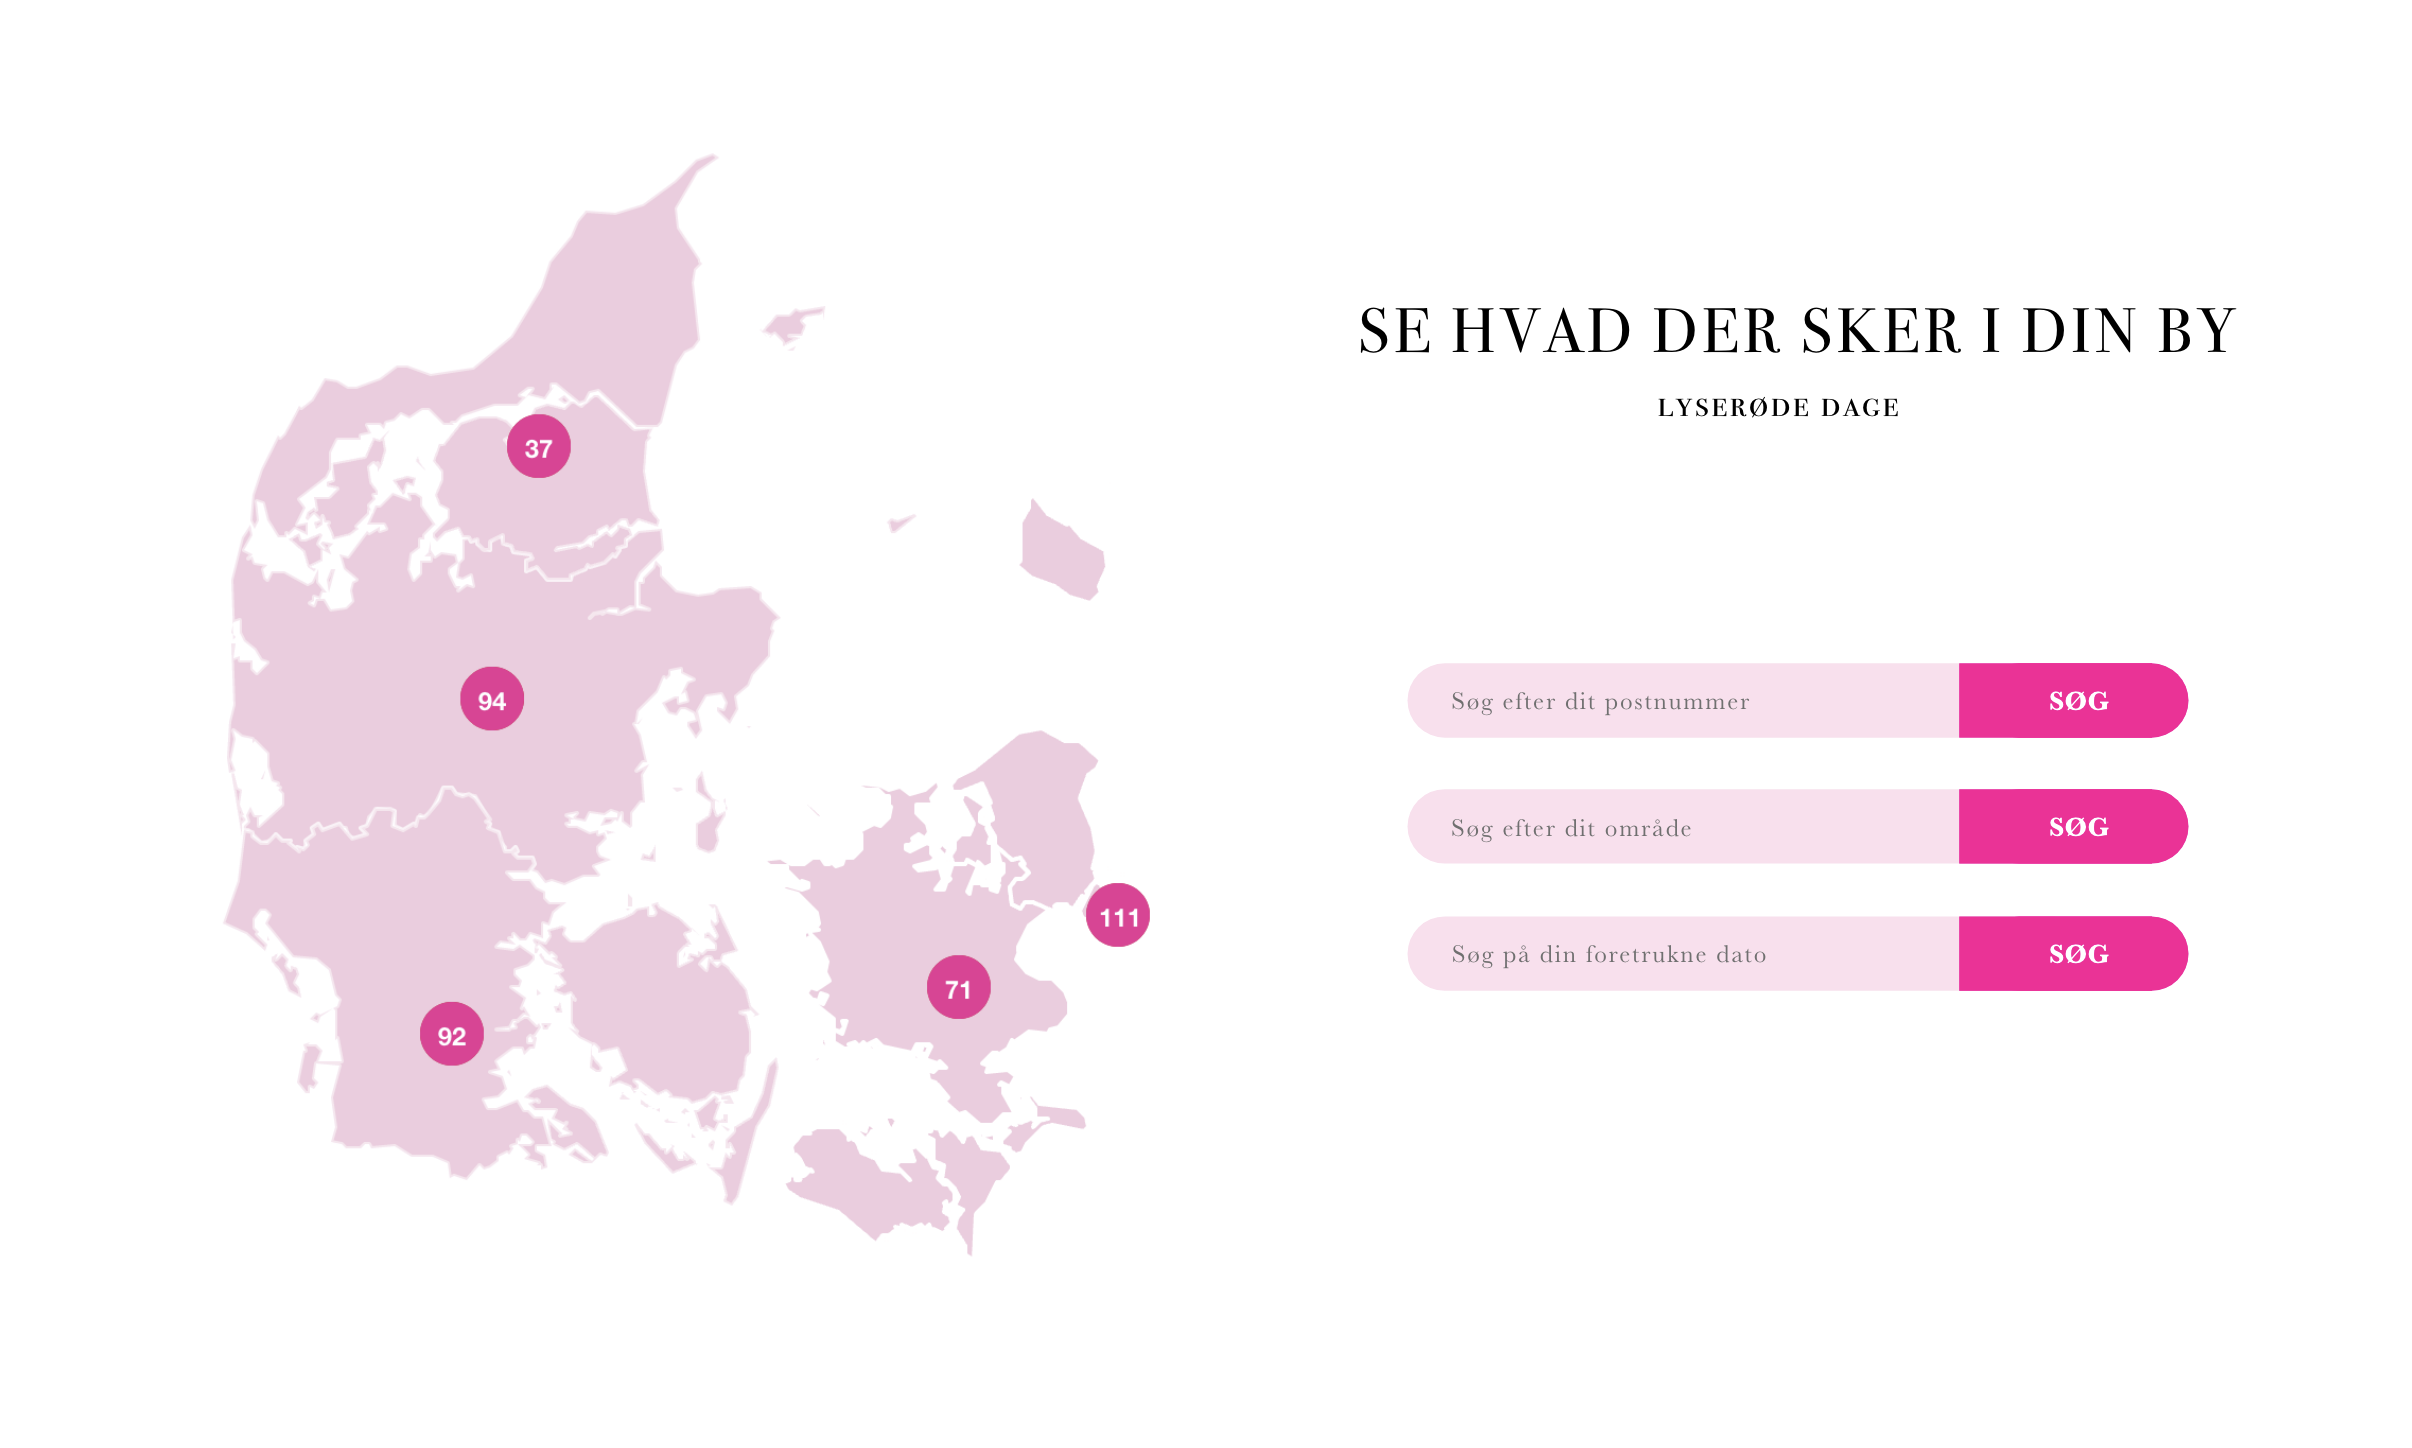 SE HVAD DER SKER I DIN BY
LYSERØDE DAGE
37
94
92
71
111
Søg efter dit postnummer SØG
Søg efter dit område SØG
Søg på din foretrukne dato SØG